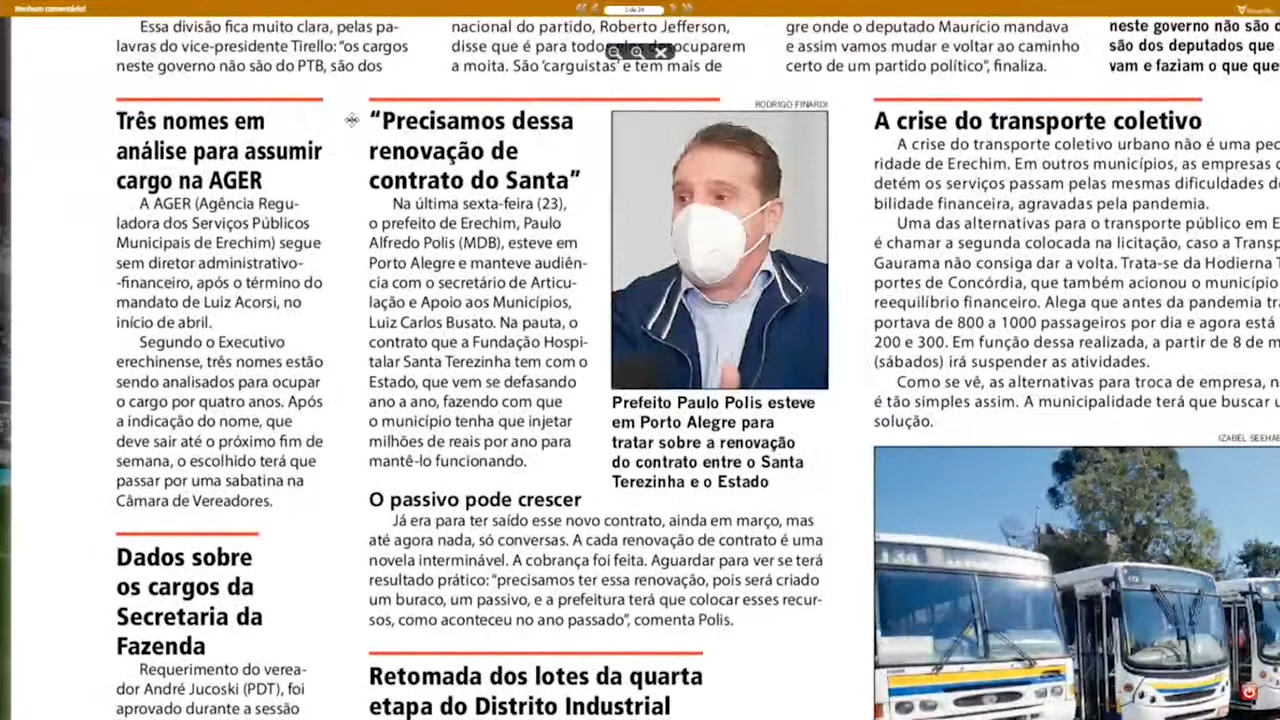 Nenhum comentário!
Essa divisão fica muito clara, pelas pa-
lavras do vice-presidente Tirello: "os cargos
neste governo não são do PTB, são dos
nacional do partido, Roberto Jefferson,
disse que é para todo ocuparem
a moita. São 'carguistas' e tem mais de
gre onde o deputado Maurício mandava
e assim vamos mudar e voltar ao caminho
certo de um partido político", finaliza.
neste governo não são
são dos deputados que
vam e faziam o que que
Três nomes em
análise para assumir
cargo na AGER
A AGER (Agência Regu-
ladora dos Serviços Públicos
Municipais de Erechim) segue
sem diretor administrativo-
-financeiro, após o término do
mandato de Luiz Acorsi, no
início de abril.
Segundo o Executivo
erechinense, três nomes estão
sendo analisados para ocupar
o cargo por quatro anos. Após
a indicação do nome, que
deve sair até o próximo fim de
semana, o escolhido terá que
passar por uma sabatina na
Câmara de Vereadores.
Dados sobre
os cargos da
Secretaria da
Fazenda
Requerimento do verea-
dor André Jucoski (PDT), foi
aprovado durante a sessão
"Precisamos dessa
renovação de
contrato do Santa"
Na última sexta-feira (23),
o prefeito de Erechim, Paulo
Alfredo Polis (MDB), esteve em
Porto Alegre e manteve audiên-
cia com o secretário de Articu-
lação e Apoio aos Municípios,
Luiz Carlos Busato. Na pauta, o
contrato que a Fundação Hospi-
talar Santa Terezinha tem com o
Estado, que vem se defasando
ano a ano, fazendo com que
o município tenha que injetar
milhões de reais por ano para
mantê-lo funcionando.
RODRIGO FINARDI
Prefeito Paulo Polis esteve
em Porto Alegre para
tratar sobre a renovação
do contrato entre o Santa
Terezinha e o Estado
O passivo pode crescer
Já era para ter saído esse novo contrato, ainda em março, mas
até agora nada, só conversas. A cada renovação de contrato é uma
novela interminável. A cobrança foi feita. Aguardar para ver se terá
resultado prático: "precisamos ter essa renovação, pois será criado
um buraco, um passivo, e a prefeitura terá que colocar esses recur-
sos, como aconteceu no ano passado", comenta Polis.
Retomada dos lotes da quarta
etapa do Distrito Industrial
A crise do transporte coletivo
A crise do transporte coletivo urbano não é uma pec
ridade de Erechim. Em outros municípios, as empresas
detém os serviços passam pelas mesmas dificuldades d
bilidade financeira, agravadas pela pandemia.
Uma das alternativas para o transporte público em E
é chamar a segunda colocada na licitação, caso a Transp
Gaurama não consiga dar a volta. Trata-se da Hodierna T
portes de Concórdia, que também acionou o município
reequilíbrio financeiro. Alega que antes da pandemia tra
portava de 800 a 1000 passageiros por dia e agora está
200 e 300. Em função dessa realizada, a partir de 8 de m
(sábados) irá suspender as atividades.
Como se vê, as alternativas para troca de empresa, n
é tão simples assim. A municipalidade terá que buscar u
solução.